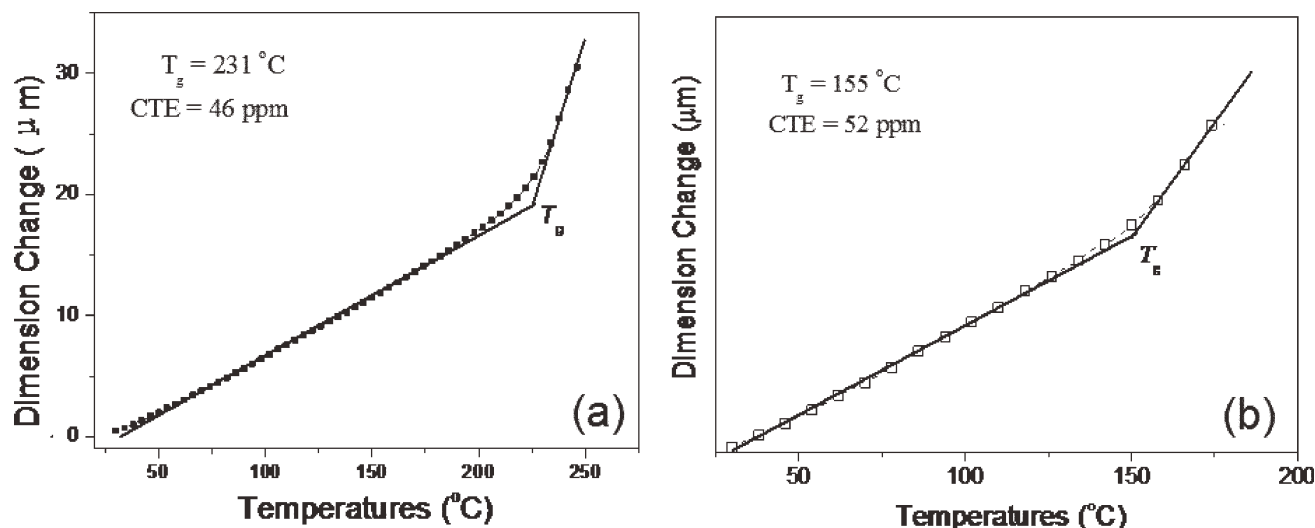 T_g = 231 °C
CTE = 46 ppm
Dimension Change ( μm)
30
20
10
0
T_g
(a)
50 100 150 200 250
Temperatures (°C)
T_g = 155 °C
CTE = 52 ppm
Dimension Change (μm)
T_g
(b)
50 100 150 200
Temperatures (°C)